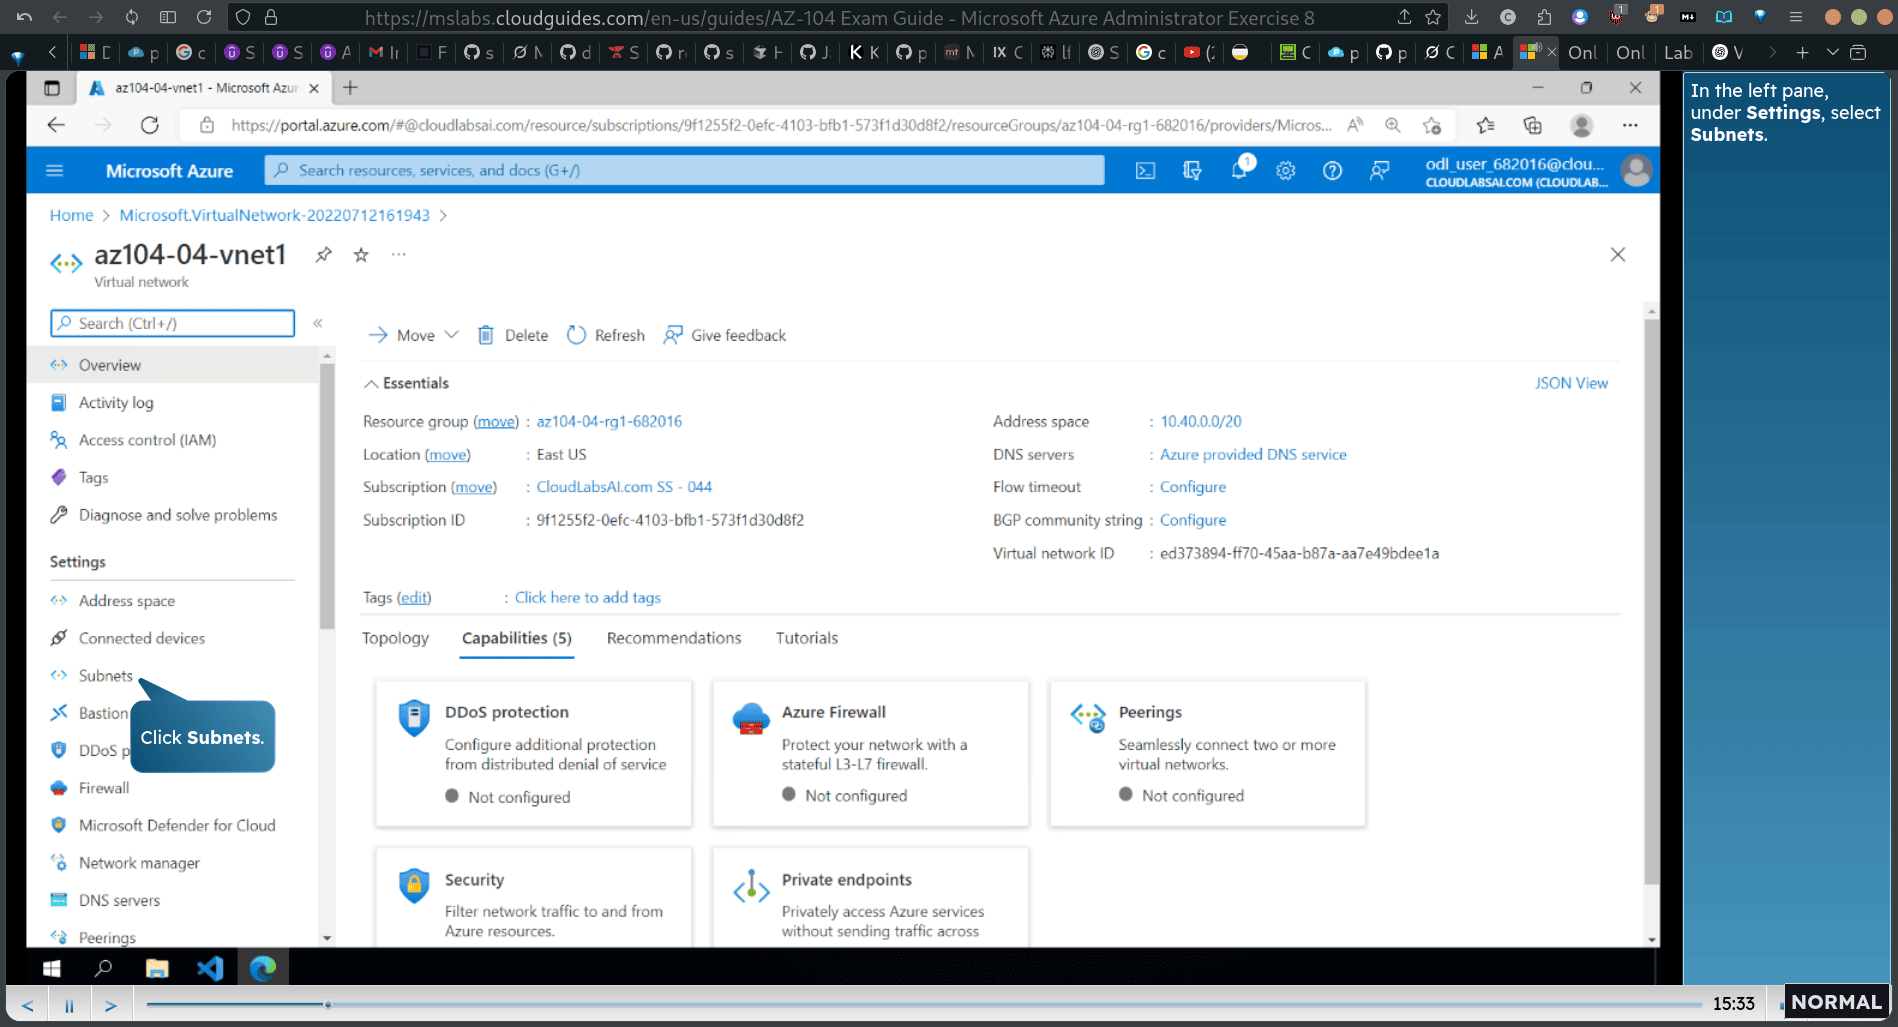 https://mslabs.cloudguides.com/en-us/guides/AZ-104 Exam Guide - Microsoft Azure Administrator Exercise 8
Onl
Onl
Lab
az104-04-vnet1 - Microsoft Azur
https://portal.azure.com/#@cloudlabsai.com/resource/subscriptions/9f1255f2-0efc-4103-bfb1-573f1d30d8f2/resourceGroups/az104-04-rg1-682016/providers/Micros...
Microsoft Azure
Search resources, services, and docs (G+/)
1
odl_user_682016@clou...
CLOUDLABSAI.COM (CLOUDLAB...
Home > Microsoft.VirtualNetwork-20220712161943 >
az104-04-vnet1
Virtual network
Search (Ctrl+/)
Overview
Activity log
Access control (IAM)
Tags
Diagnose and solve problems
Settings
Address space
Connected devices
Subnets
Bastion
DDoS p
Firewall
Microsoft Defender for Cloud
Network manager
DNS servers
Peerings
Click Subnets.
Move
Delete
Refresh
Give feedback
Essentials
JSON View
Resource group (move) : az104-04-rg1-682016
Location (move) : East US
Subscription (move) : CloudLabsAI.com SS - 044
Subscription ID : 9f1255f2-0efc-4103-bfb1-573f1d30d8f2
Address space : 10.40.0.0/20
DNS servers : Azure provided DNS service
Flow timeout : Configure
BGP community string : Configure
Virtual network ID : ed373894-ff70-45aa-b87a-aa7e49bdee1a
Tags (edit) : Click here to add tags
Topology
Capabilities (5)
Recommendations
Tutorials
DDoS protection
Configure additional protection
from distributed denial of service
Not configured
Azure Firewall
Protect your network with a
stateful L3-L7 firewall.
Not configured
Peerings
Seamlessly connect two or more
virtual networks.
Not configured
Security
Filter network traffic to and from
Azure resources.
Private endpoints
Privately access Azure services
without sending traffic across
In the left pane,
under Settings, select
Subnets.
15:33
NORMAL